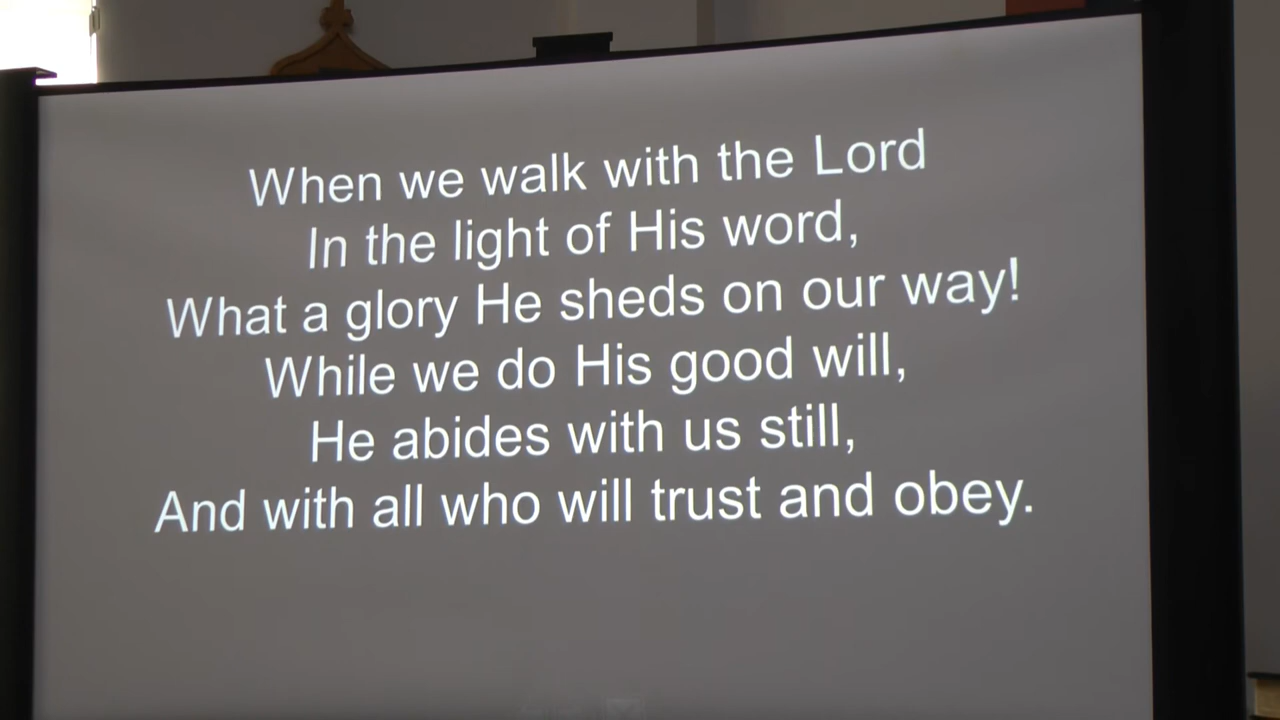 When we walk with the Lord
In the light of His word,
What a glory He sheds on our way!
While we do His good will,
He abides with us still,
And with all who will trust and obey.